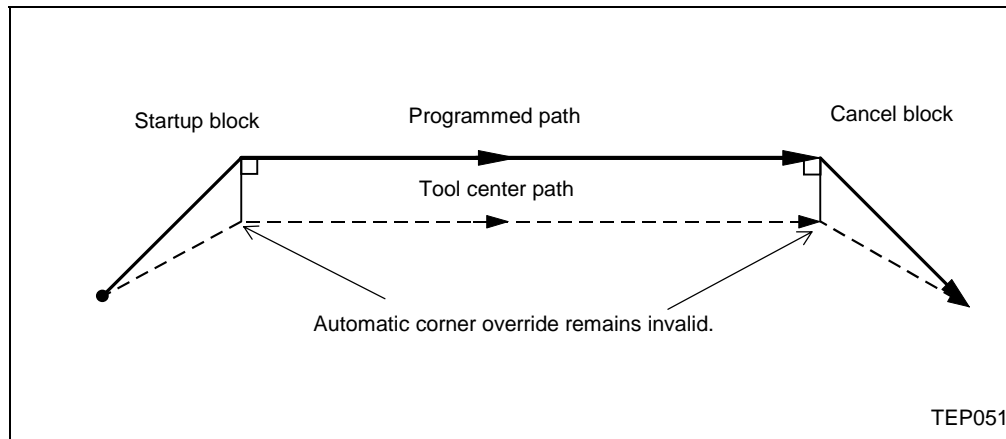 Startup block
Programmed path
Cancel block
Tool center path
Automatic corner override remains invalid.
TEP051